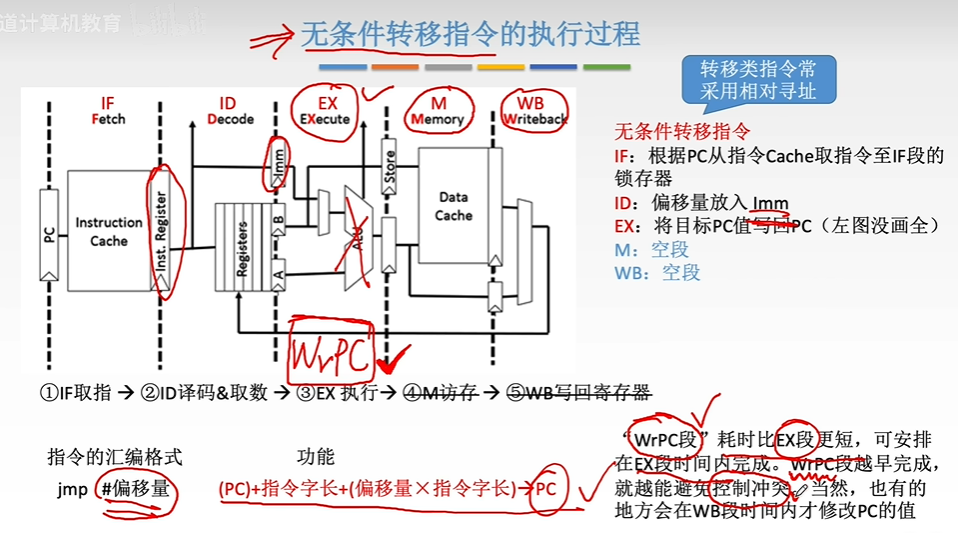 道计算机教育
无条件转移指令的执行过程
转移类指令常
采用相对寻址
IF
Fetch
ID
Decode
EX
EXecute
M
Memory
WB
Writeback
PC
Instruction
Cache
Inst. Register
Registers
Imm
B
A
ALU
Store
Data
Cache
WrPC
无条件转移指令
IF：根据PC从指令Cache取指令至IF段的
锁存器
ID：偏移量放入 Imm
EX：将目标PC值写回PC（左图没画全）
M：空段
WB：空段
①IF取指 → ②ID译码&取数 → ③EX 执行 → ④M访存 → ⑤WB写回寄存器
指令的汇编格式
功能
jmp #偏移量
(PC)+指令字长+(偏移量×指令字长)→PC
“WrPC段”耗时比EX段更短，可安排
在EX段时间内完成。WrPC段越早完成，
就越能避免控制冲突。当然，也有的
地方会在WB段时间内才修改PC的值